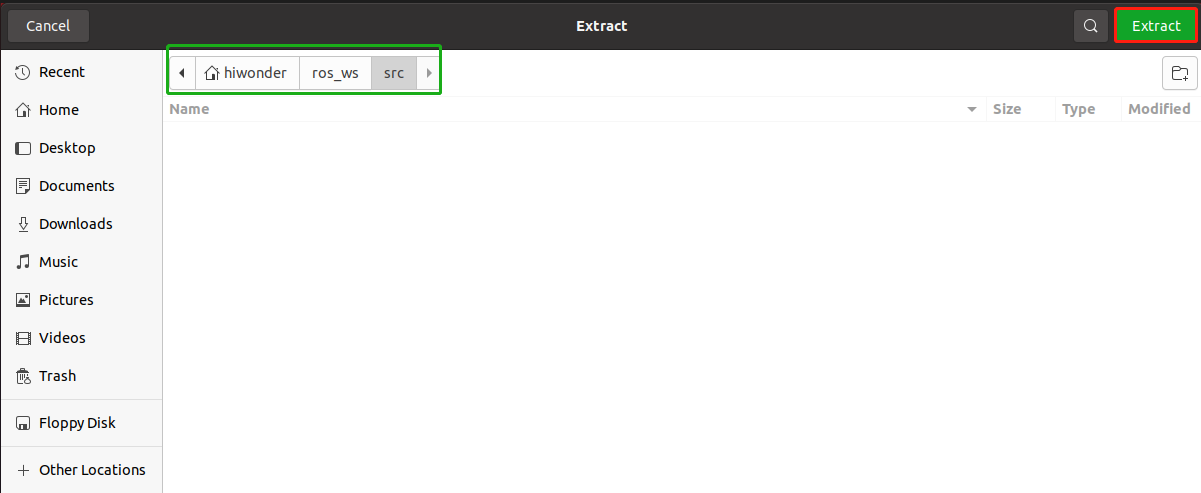 Cancel Extract Extract
Recent
Home
Desktop
Documents
Downloads
Music
Pictures
Videos
Trash
Floppy Disk
Other Locations
hiwonder ros_ws src
Name Size Type Modified